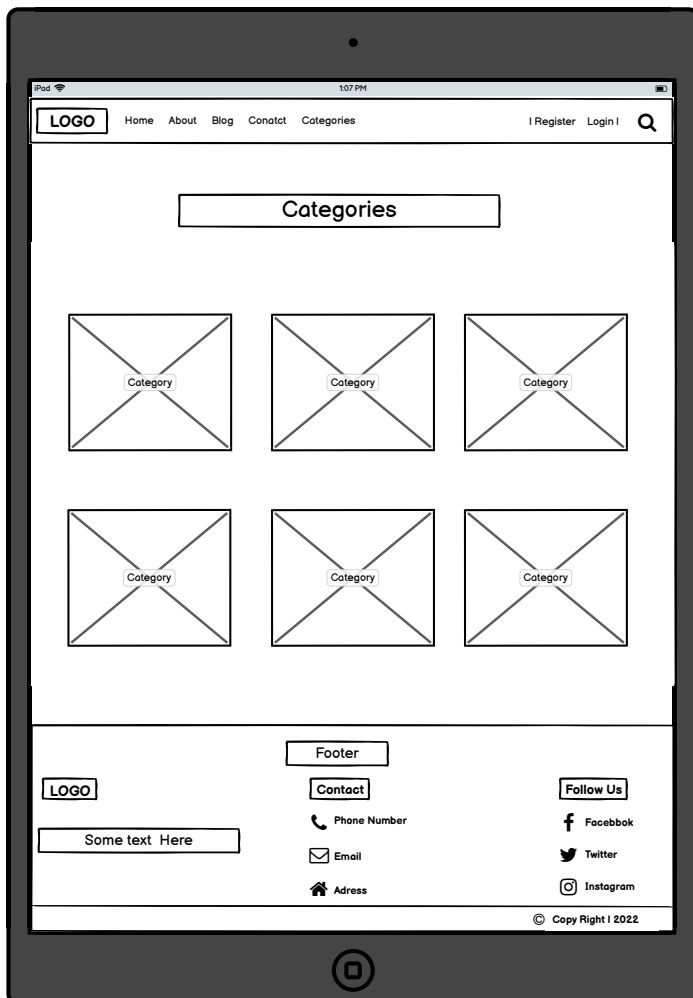 iPad 1:07 PM
LOGO Home About Blog Conatct Categories I Register Login I
Categories
Category Category Category
Category Category Category
Footer
LOGO Contact Follow Us
Phone Number Facebbok
Some text Here
Email Twitter
Adress Instagram
© Copy Right I 2022